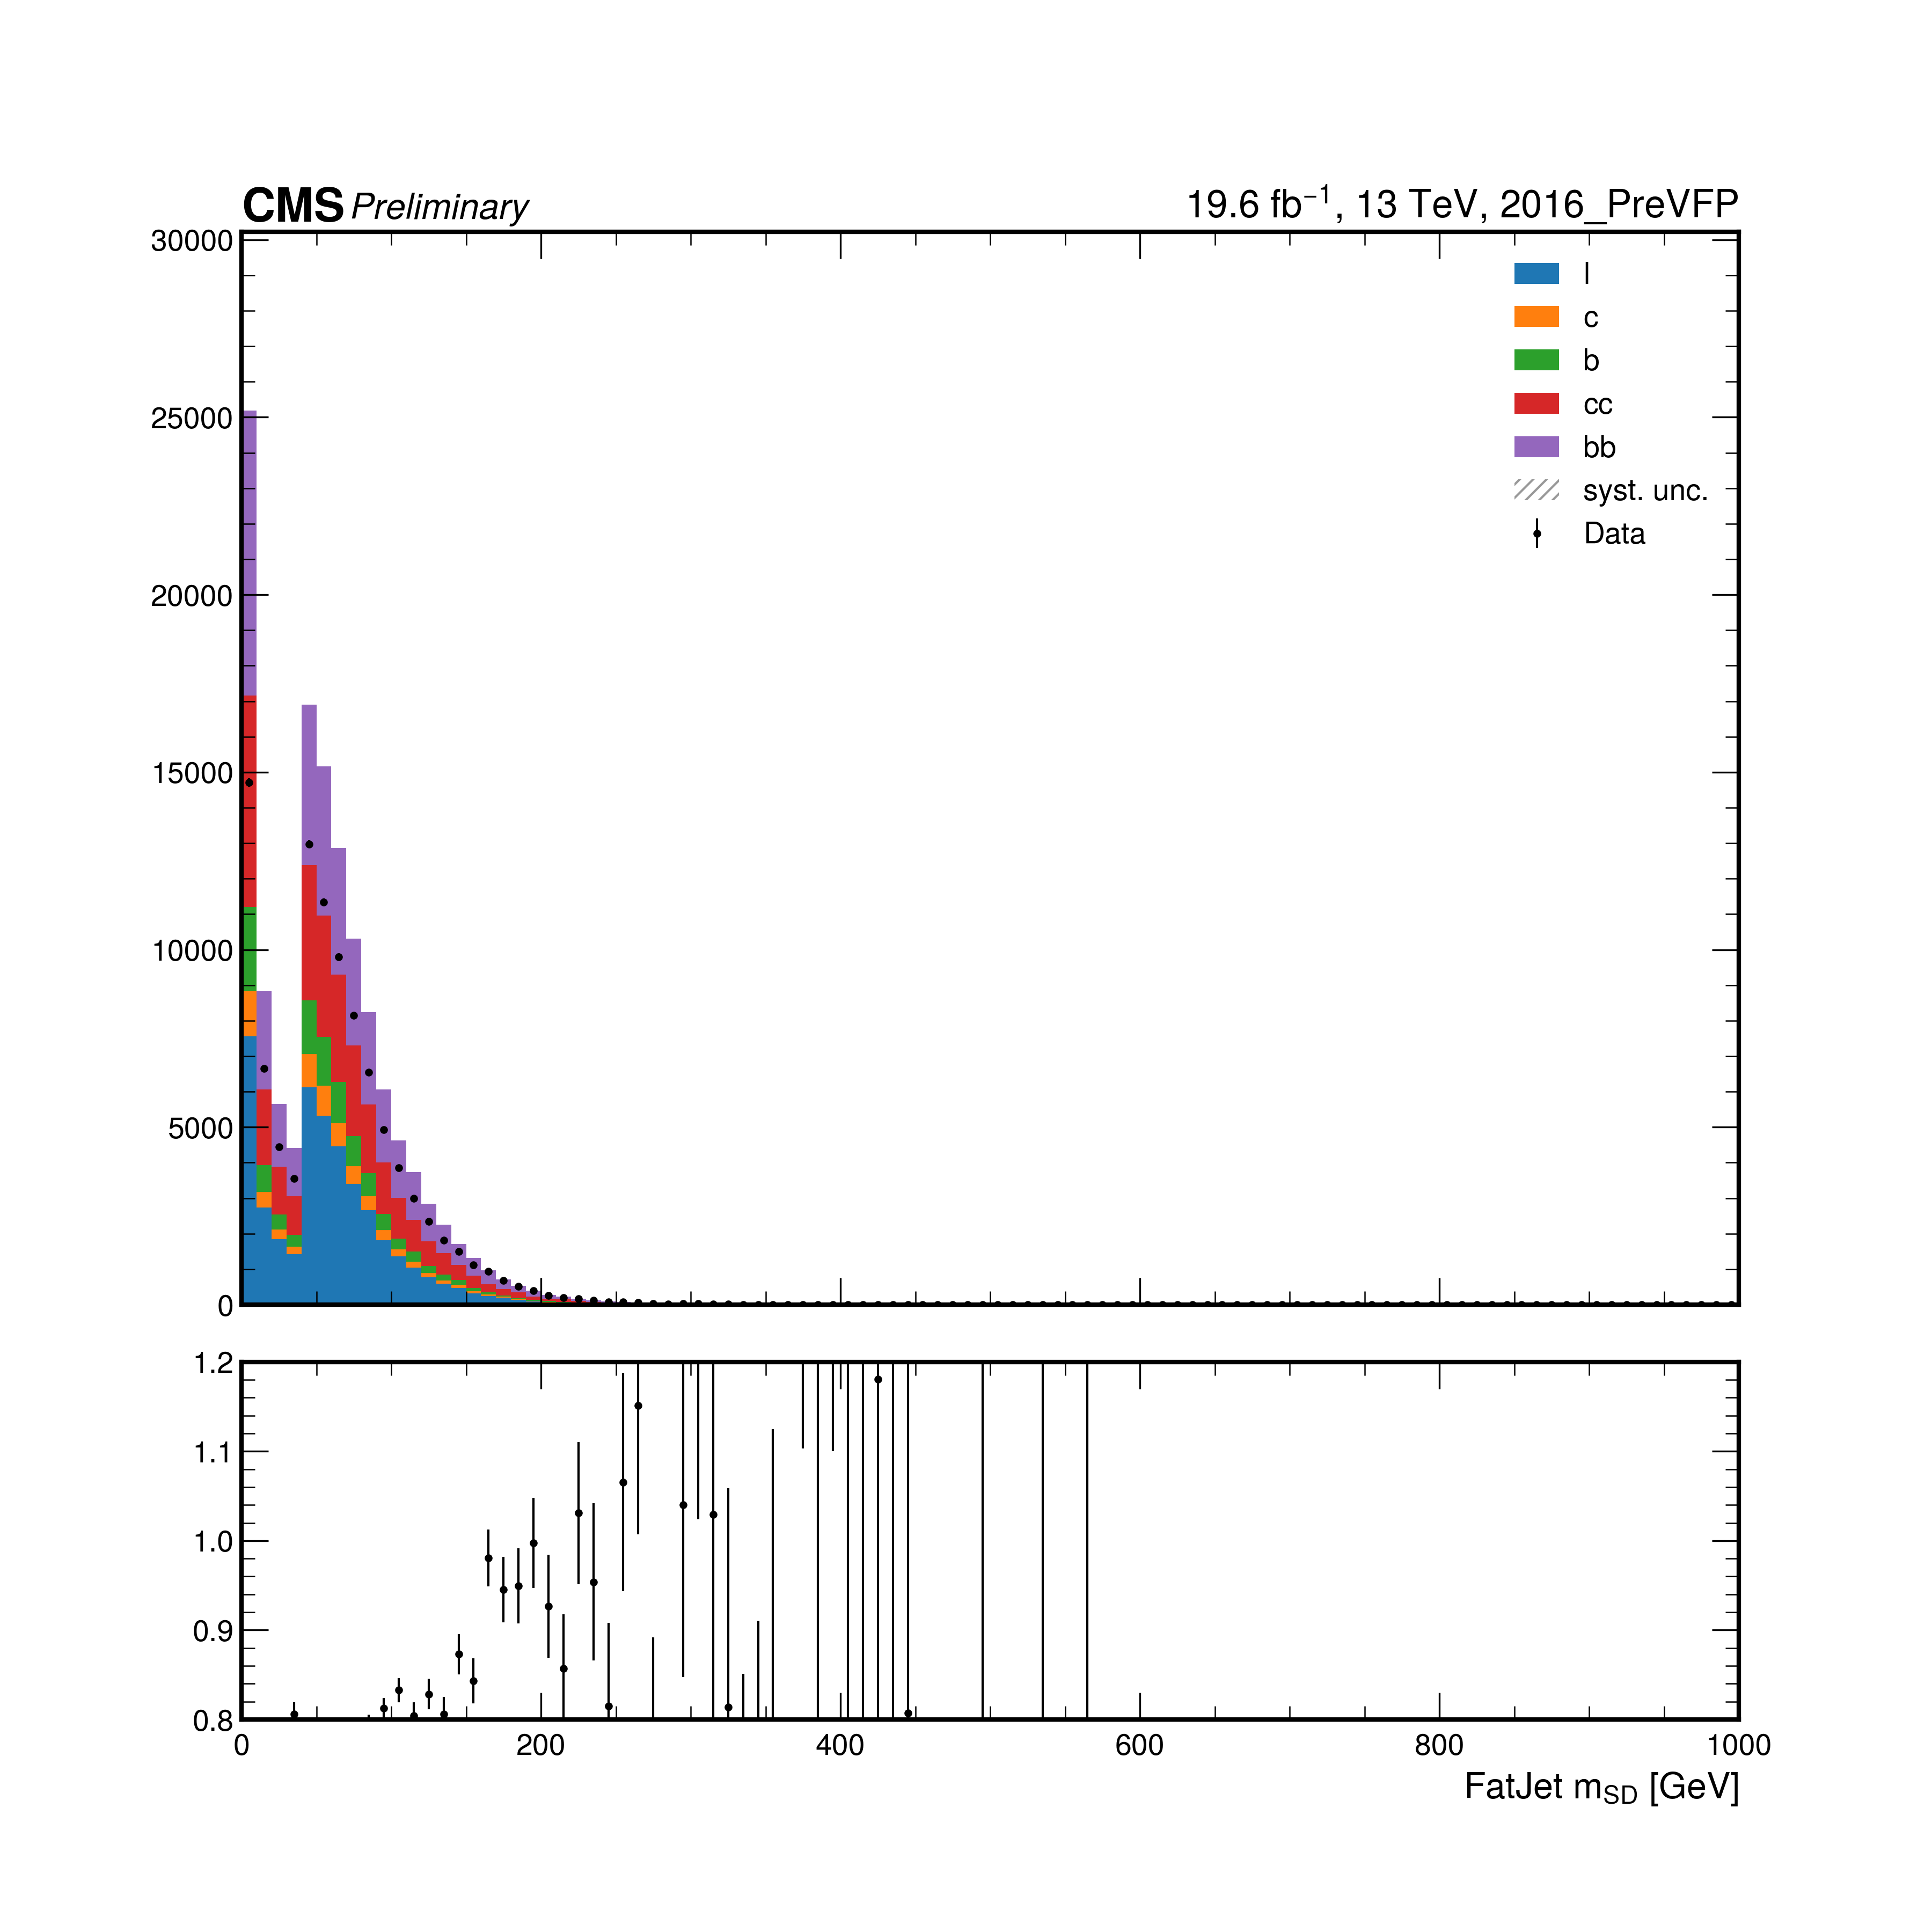 CMS Preliminary 19.6 fb⁻¹, 13 TeV, 2016_PreVFP
30000
25000
20000
15000
10000
5000
0
l
c
b
cc
bb
syst. unc.
Data
1.2
1.1
1.0
0.9
0.8
0 200 400 600 800 1000
FatJet m_SD [GeV]